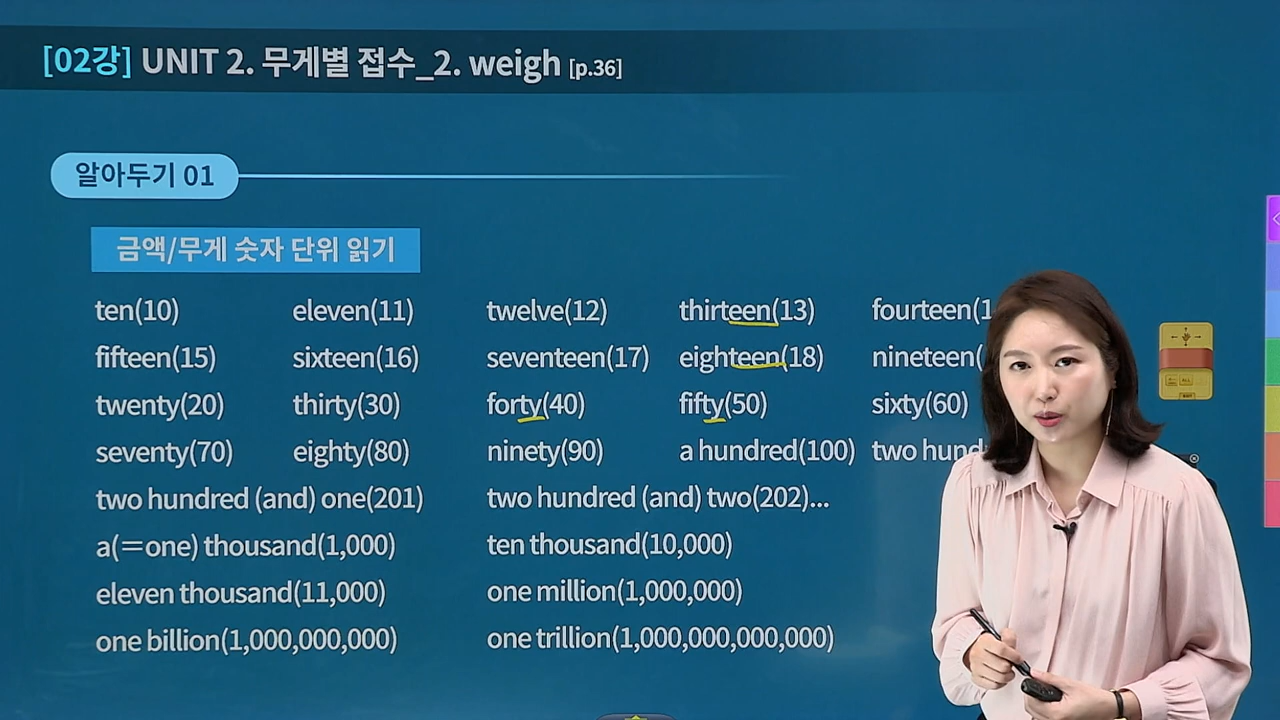 [02강] UNIT 2. 무게별 접수_2. weigh [p.36]
알아두기 01
금액/무게 숫자 단위 읽기
ten(10) eleven(11) twelve(12) thirteen(13) fourteen(1
fifteen(15) sixteen(16) seventeen(17) eighteen(18) nineteen(
twenty(20) thirty(30) forty(40) fifty(50) sixty(60)
seventy(70) eighty(80) ninety(90) a hundred(100) two hund
two hundred (and) one(201) two hundred (and) two(202)...
a(=one) thousand(1,000) ten thousand(10,000)
eleven thousand(11,000) one million(1,000,000)
one billion(1,000,000,000) one trillion(1,000,000,000,000)